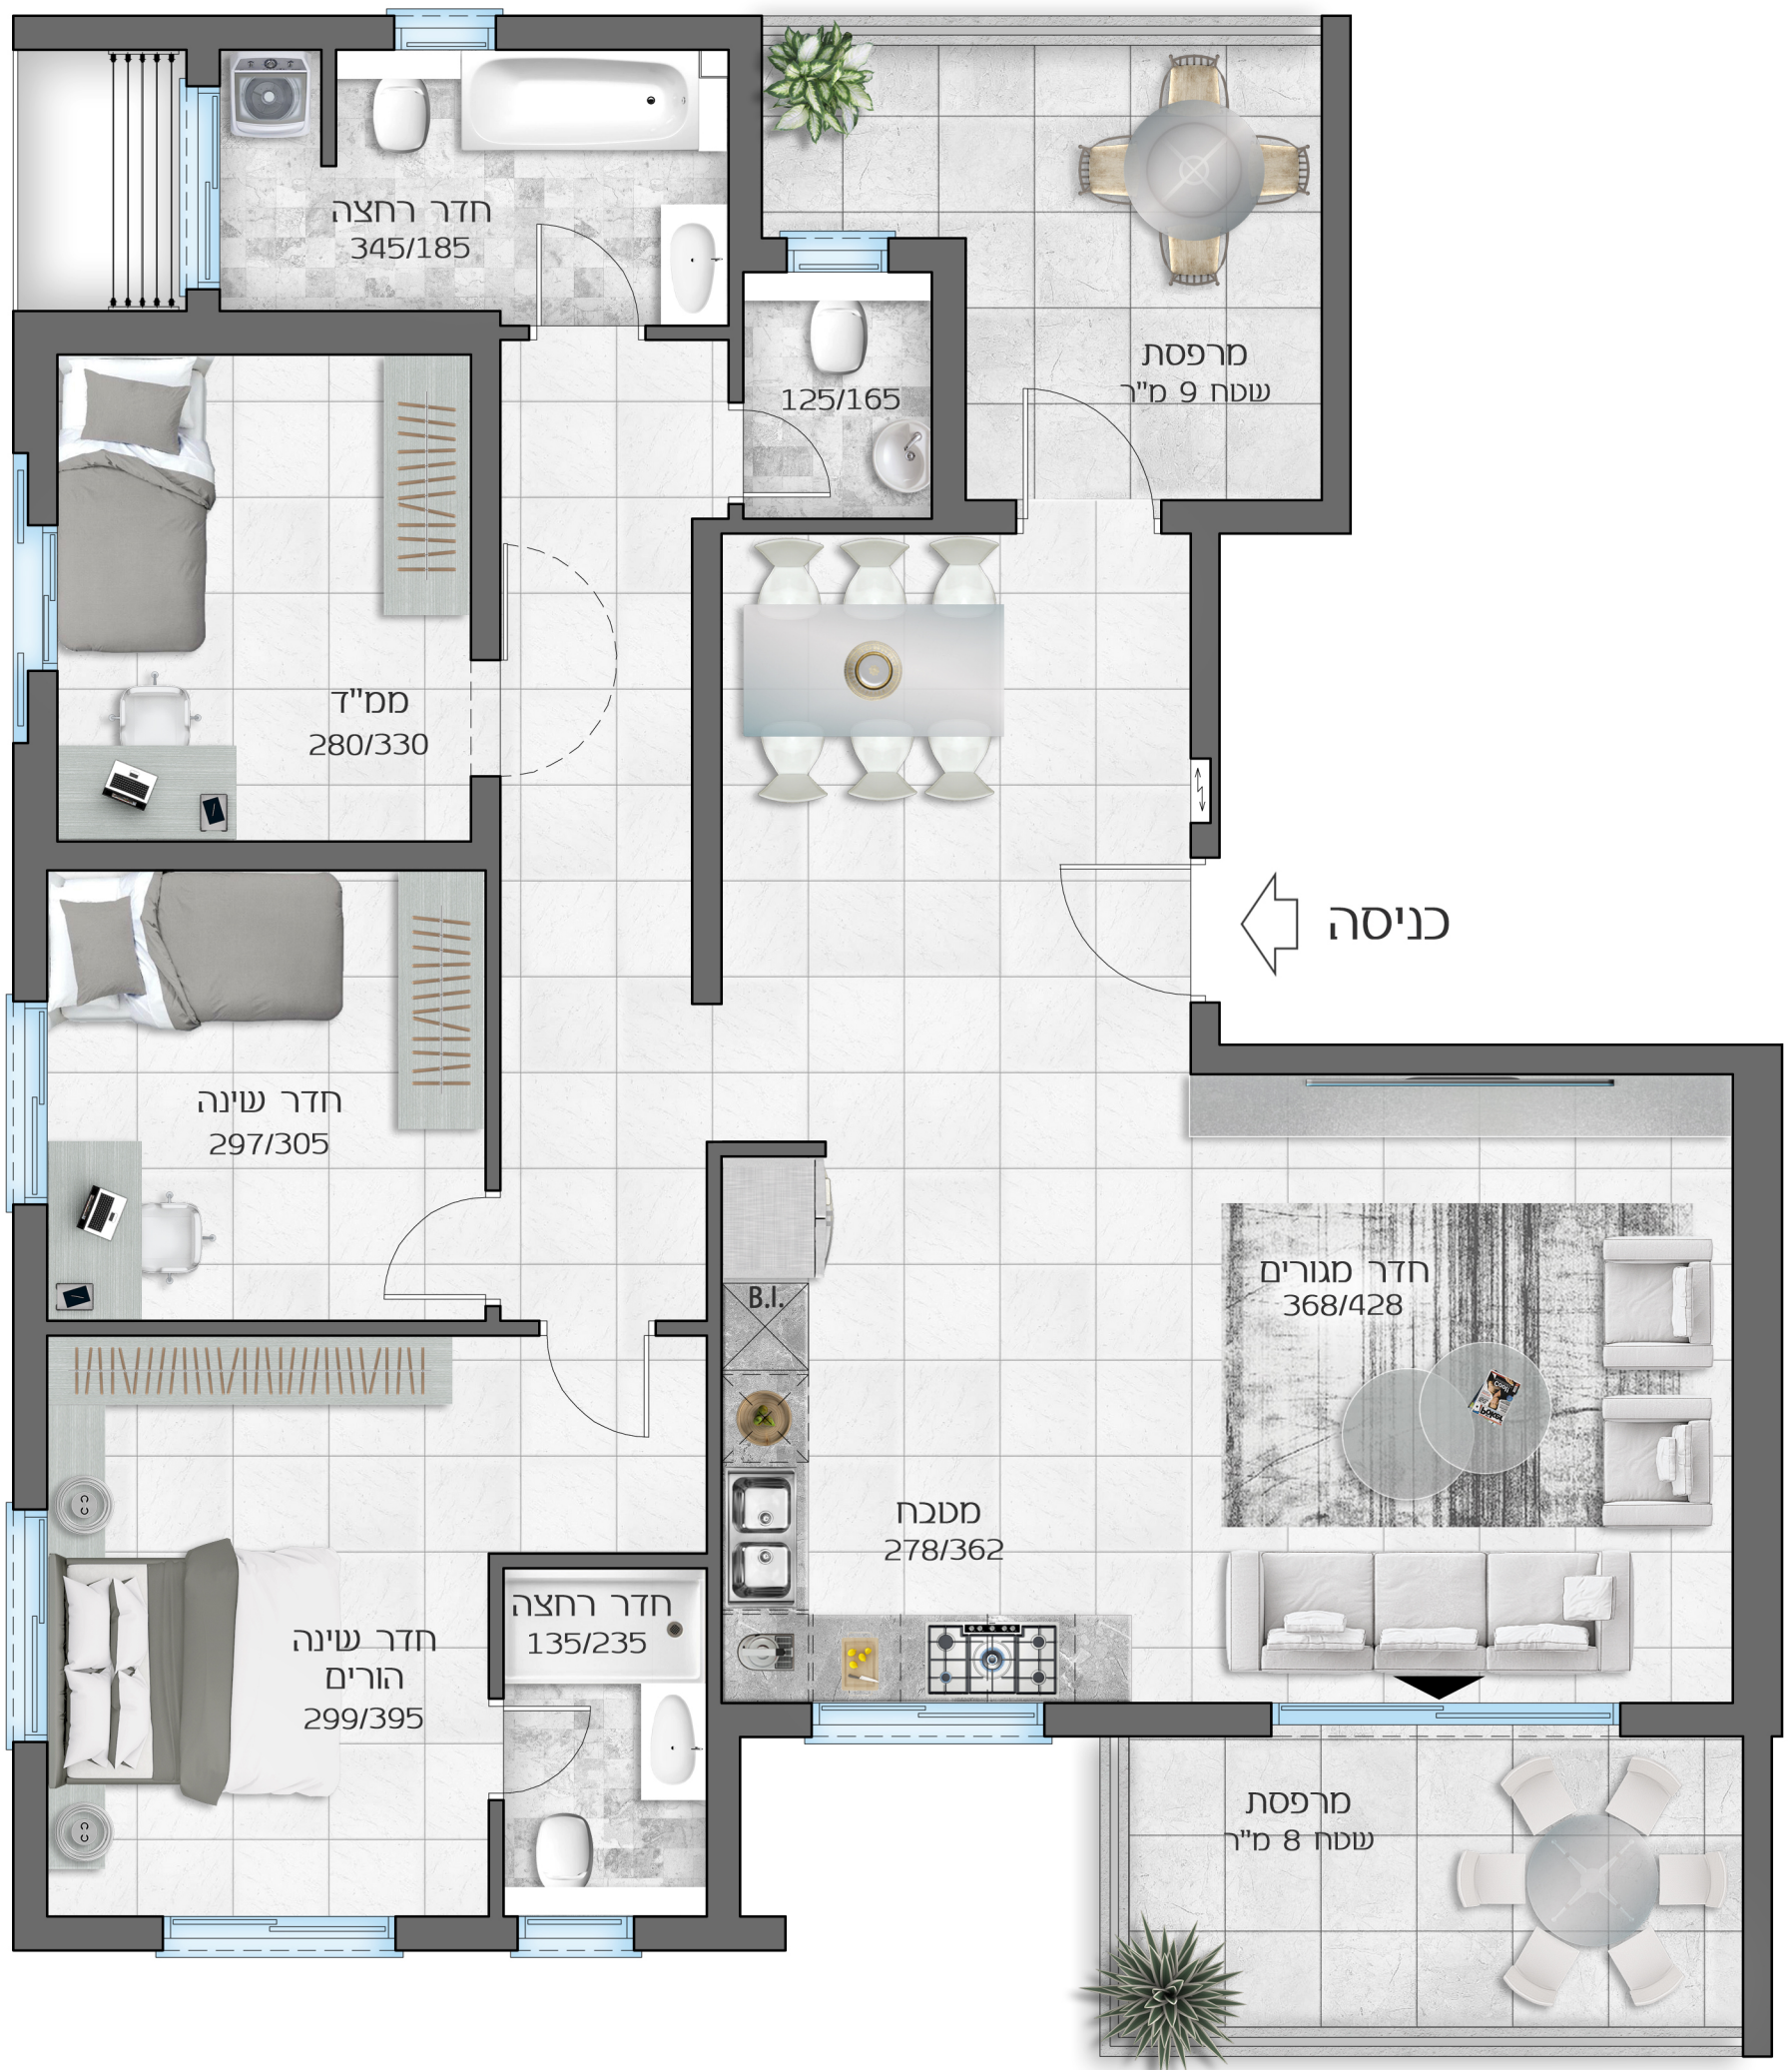 חדר רחצה
345/185
מרפסת
שטח 9 מ"ר
125/165
ממ"ד
280/330
כניסה
חדר שינה
297/305
חדר מגורים
368/428
B.I.
מטבח
278/362
חדר רחצה
135/235
חדר שינה
הורים
299/395
מרפסת
שטח 8 מ"ר